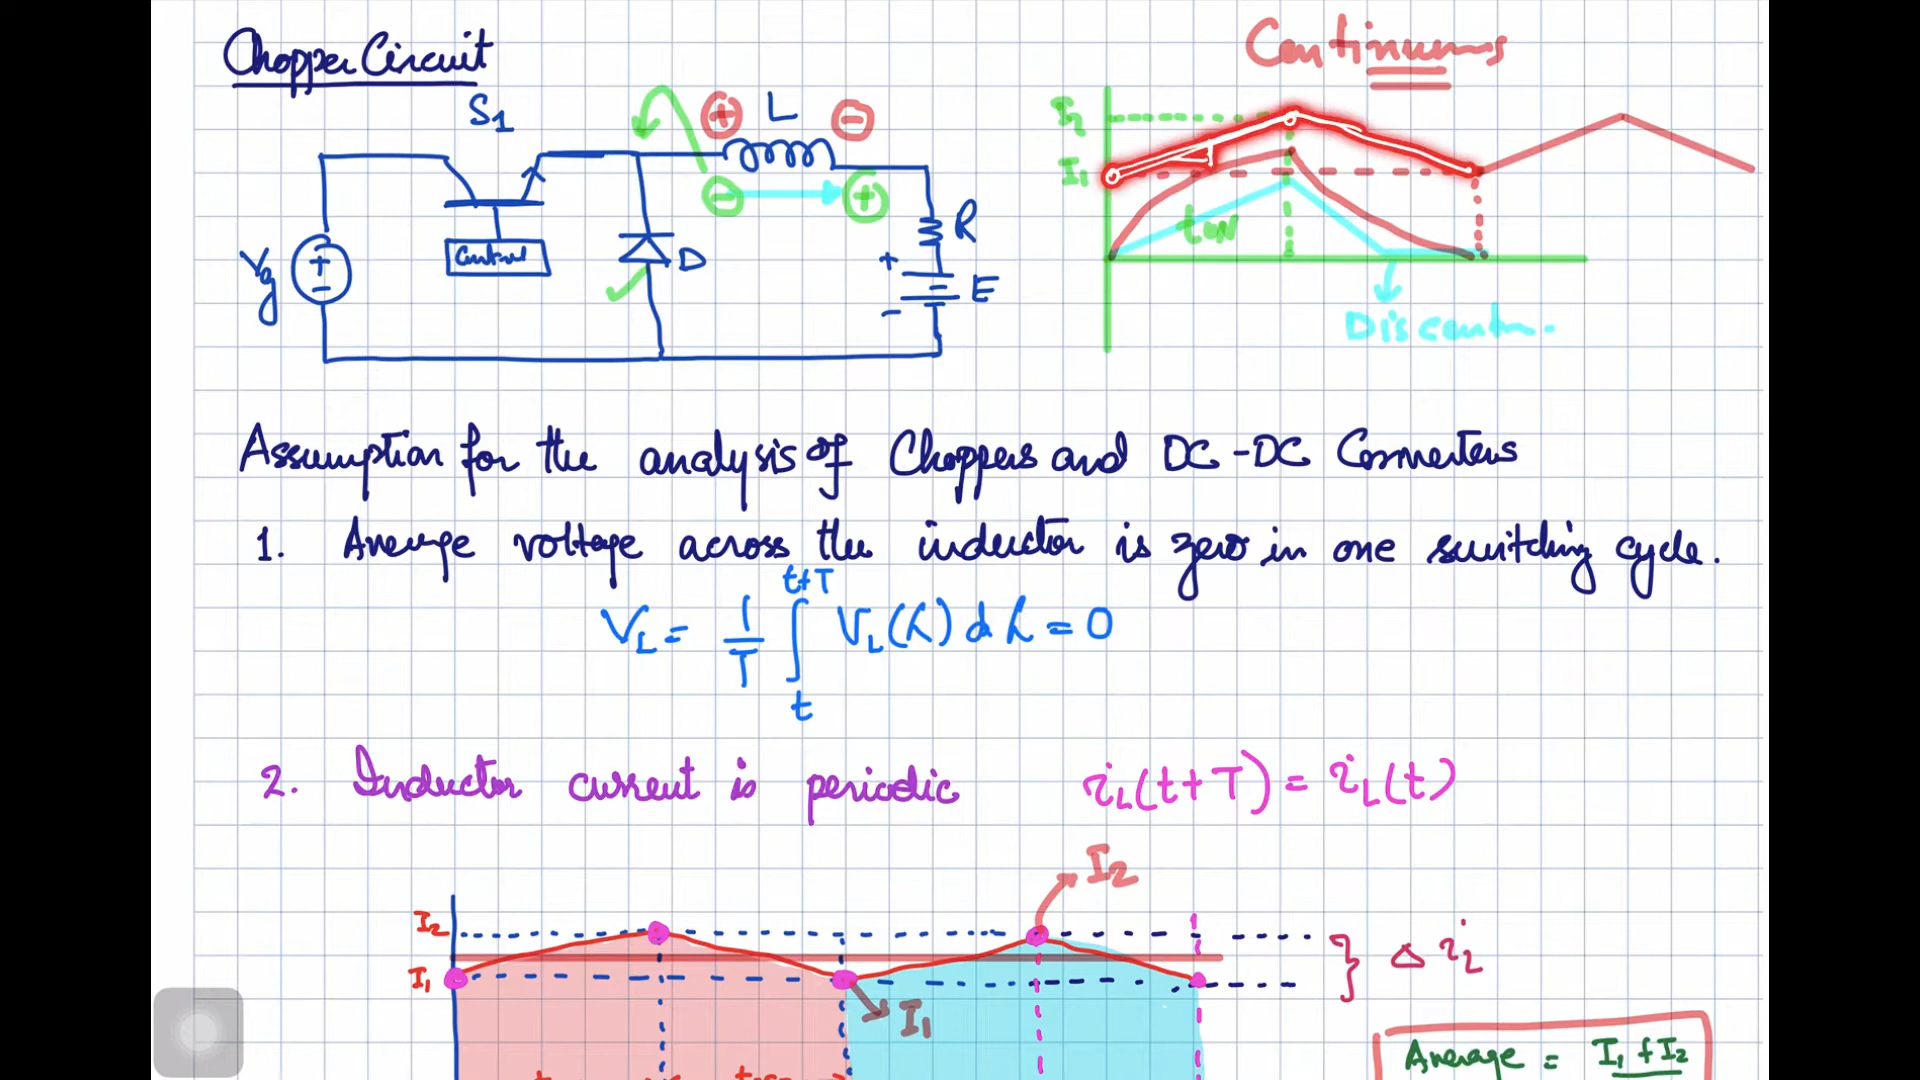 Chopper Circuit
Continuous
S1
L
+
-
I2
I1
Vg
+
-
Control
D
R
+
-
E
-
+
ton
Discontn.
Assumption for the analysis of Choppers and DC-DC Converters
1. Average voltage across the inductor is zero in one switching cycle.
VL = 1/T ∫ t t+T VL(t) dt = 0
2. Inductor current is periodic iL(t+T) = iL(t)
I2
I2
I1
I1
} Δ iL
Average = I1 + I2